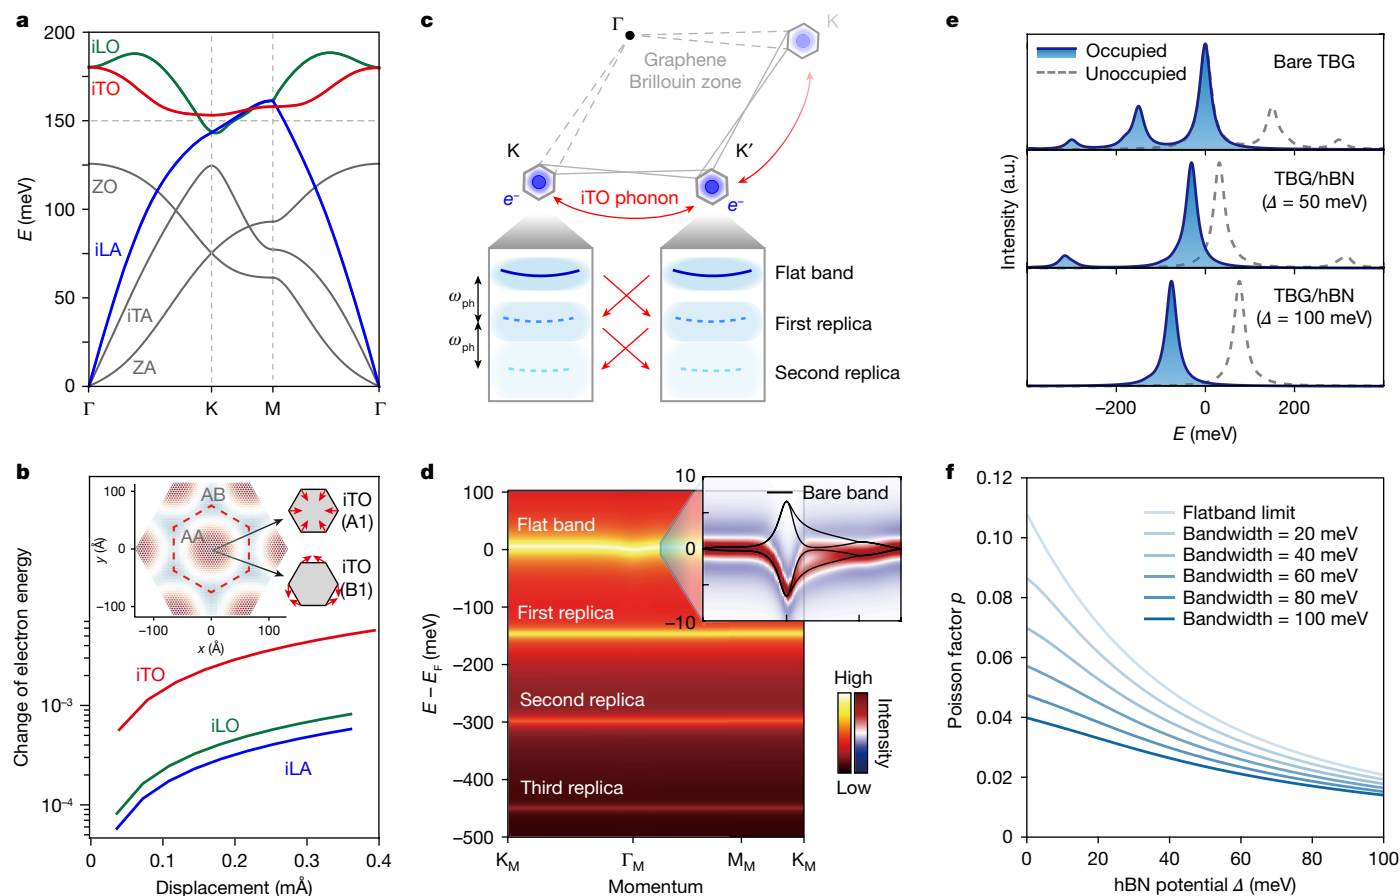 a
200
150
100
50
0
E (meV)
iLO
iTO
ZO
iLA
iTA
ZA
Γ
K
M
Γ
b
Change of electron energy
10⁻³
10⁻⁴
100
0
−100
y (Å)
−100
0
100
x (Å)
AB
AA
iTO
(A1)
iTO
(B1)
iTO
iLO
iLA
0
0.1
0.2
0.3
0.4
Displacement (mÅ)
c
Γ
K
Graphene
Brillouin zone
K
K′
e⁻
iTO phonon
e⁻
ωph
ωph
Flat band
First replica
Second replica
d
100
0
−100
−200
−300
−400
−500
E − EF (meV)
Flat band
First replica
Second replica
Third replica
10
0
−10
Bare band
High
Low
Intensity
KM
ΓM
MM
KM
Momentum
e
Intensity (a.u.)
Occupied
Unoccupied
Bare TBG
TBG/hBN
(Δ = 50 meV)
TBG/hBN
(Δ = 100 meV)
−200
0
200
E (meV)
f
0.12
0.10
0.08
0.06
0.04
0.02
0
Poisson factor p
Flatband limit
Bandwidth = 20 meV
Bandwidth = 40 meV
Bandwidth = 60 meV
Bandwidth = 80 meV
Bandwidth = 100 meV
0
20
40
60
80
100
hBN potential Δ (meV)